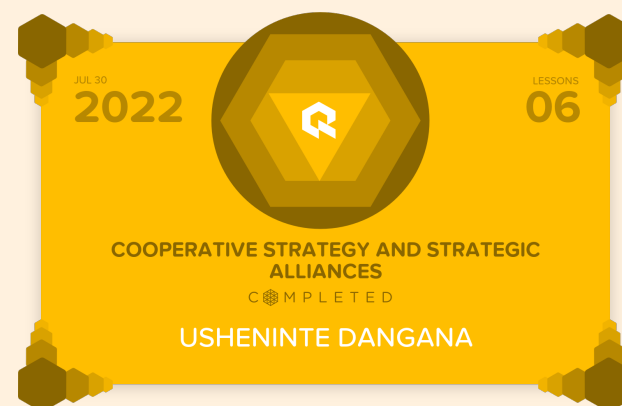 JUL 30
2022
LESSONS
06
COOPERATIVE STRATEGY AND STRATEGIC
ALLIANCES
COMPLETED
USHENINTE DANGANA